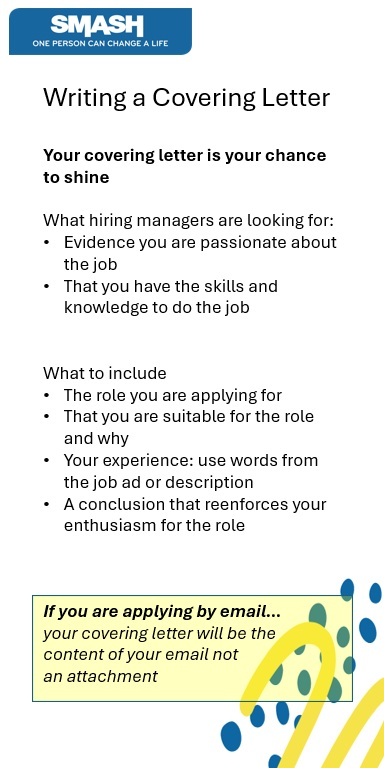 SMASH
ONE PERSON CAN CHANGE A LIFE
Writing a Covering Letter
Your covering letter is your chance
to shine
What hiring managers are looking for:
• Evidence you are passionate about
the job
• That you have the skills and
knowledge to do the job
What to include
• The role you are applying for
• That you are suitable for the role
and why
• Your experience: use words from
the job ad or description
• A conclusion that reenforces your
enthusiasm for the role
If you are applying by email...
your covering letter will be the
content of your email not
an attachment